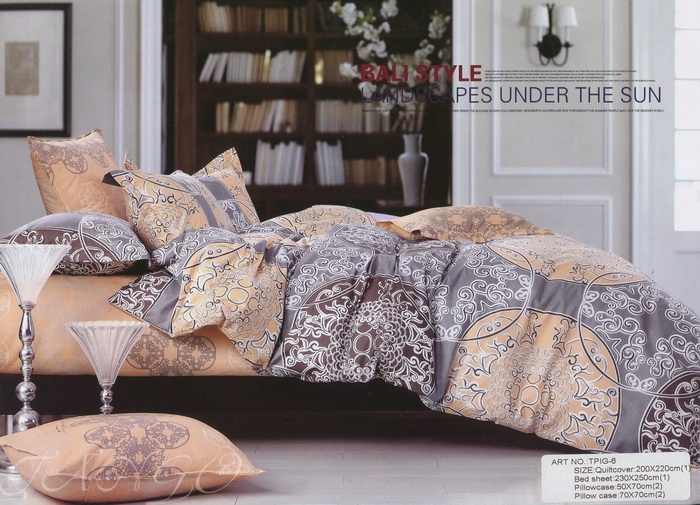 BALI STYLE
LANDSCAPES UNDER THE SUN
TANGO
ART NO.:TPIG-6
SIZE:Quiltcover:200X220cm(1)
Bed sheet:230X250cm(1)
Pillowcase:50X70cm(2)
Pillow case:70X70cm(2)